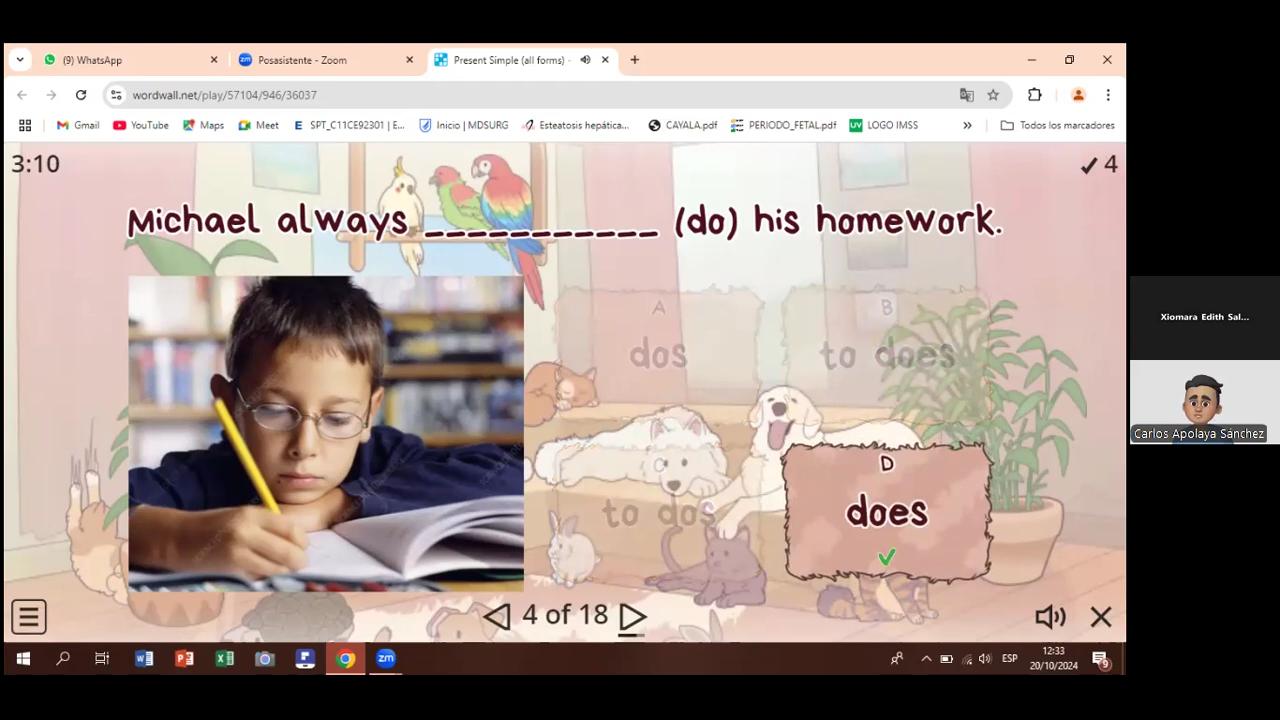 (9) WhatsApp
Posasistente - Zoom
Present Simple (all forms) -
wordwall.net/play/57104/946/36037
Gmail
YouTube
Maps
Meet
SPT_C11CE92301 | E...
Inicio | MDSURG
Esteatosis hepática...
CAYALA.pdf
PERIODO_FETAL.pdf
LOGO IMSS
»
Todos los marcadores
3:10
4
Michael always ___________ (do) his homework.
A
dos
B
to does
to dos
D
does
4 of 18
Xiomara Edith Sal...
Carlos Apolaya Sánchez
ESP
12:33
20/10/2024
9